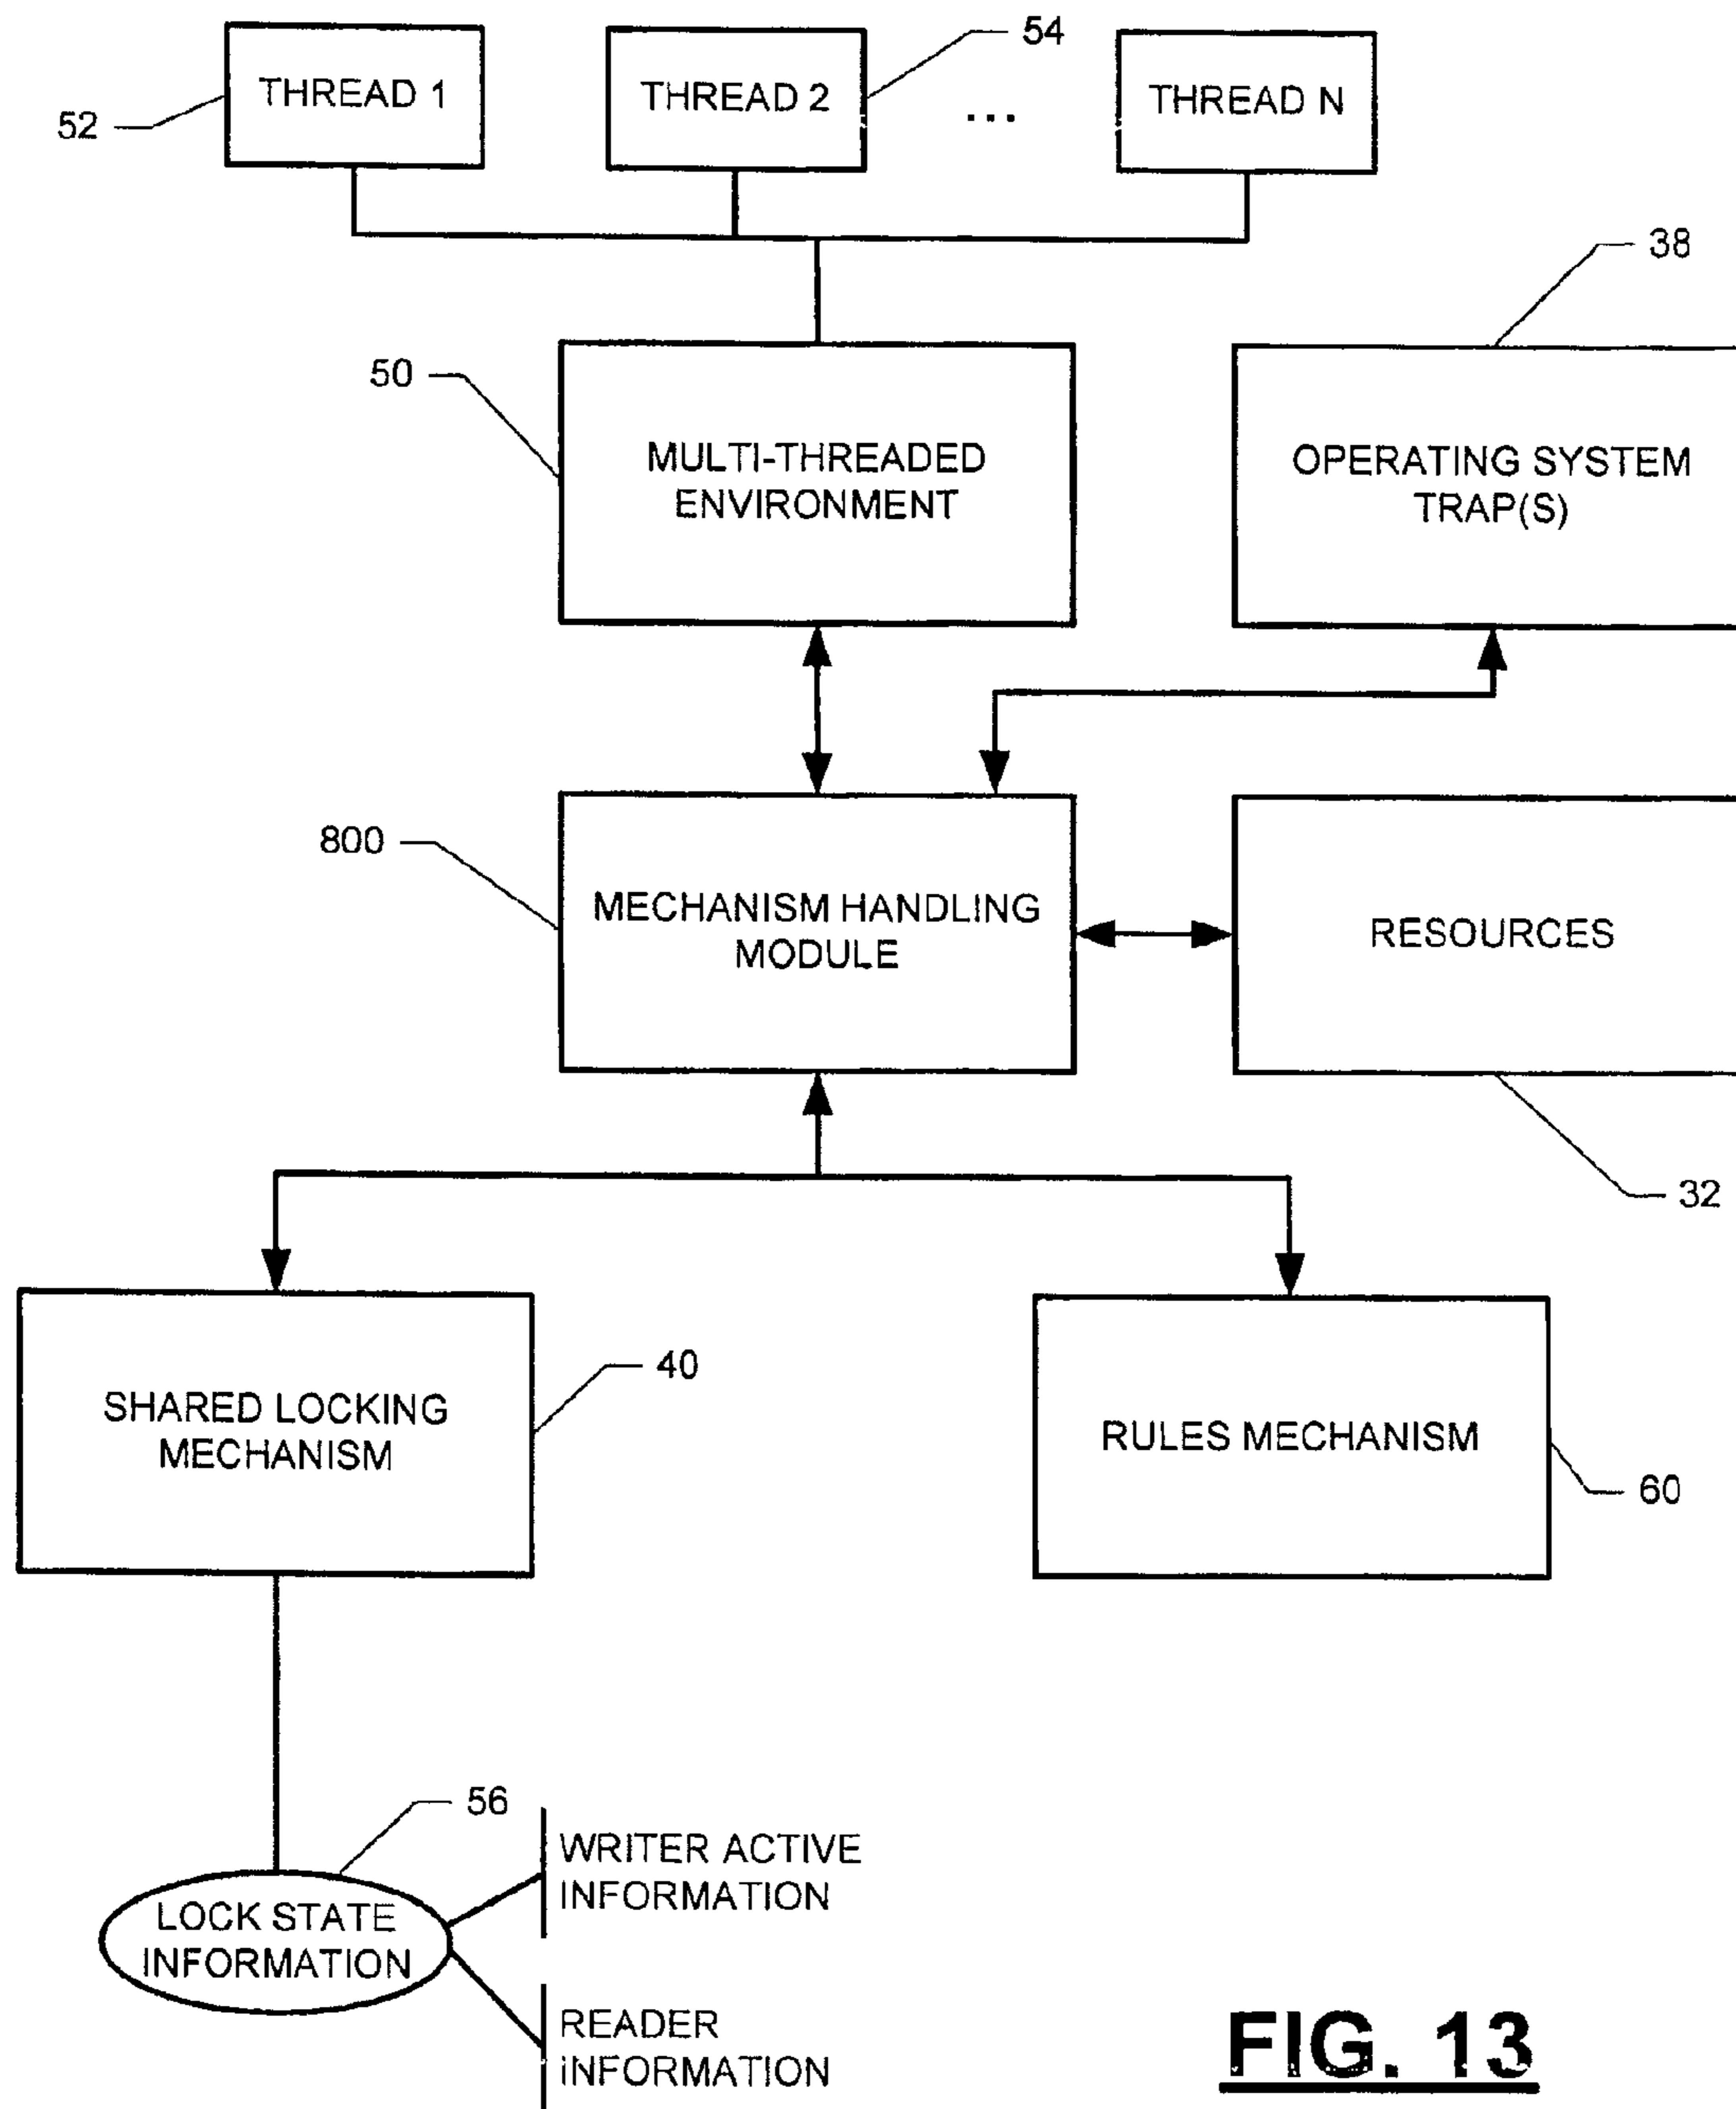 54
THREAD 1
THREAD 2
...
THREAD N
52
38
50
MULTI-THREADED
ENVIRONMENT
OPERATING SYSTEM
TRAP(S)
800
MECHANISM HANDLING
MODULE
RESOURCES
32
40
SHARED LOCKING
MECHANISM
RULES MECHANISM
60
56
WRITER ACTIVE
INFORMATION
LOCK STATE
INFORMATION
READER
INFORMATION
FIG. 13